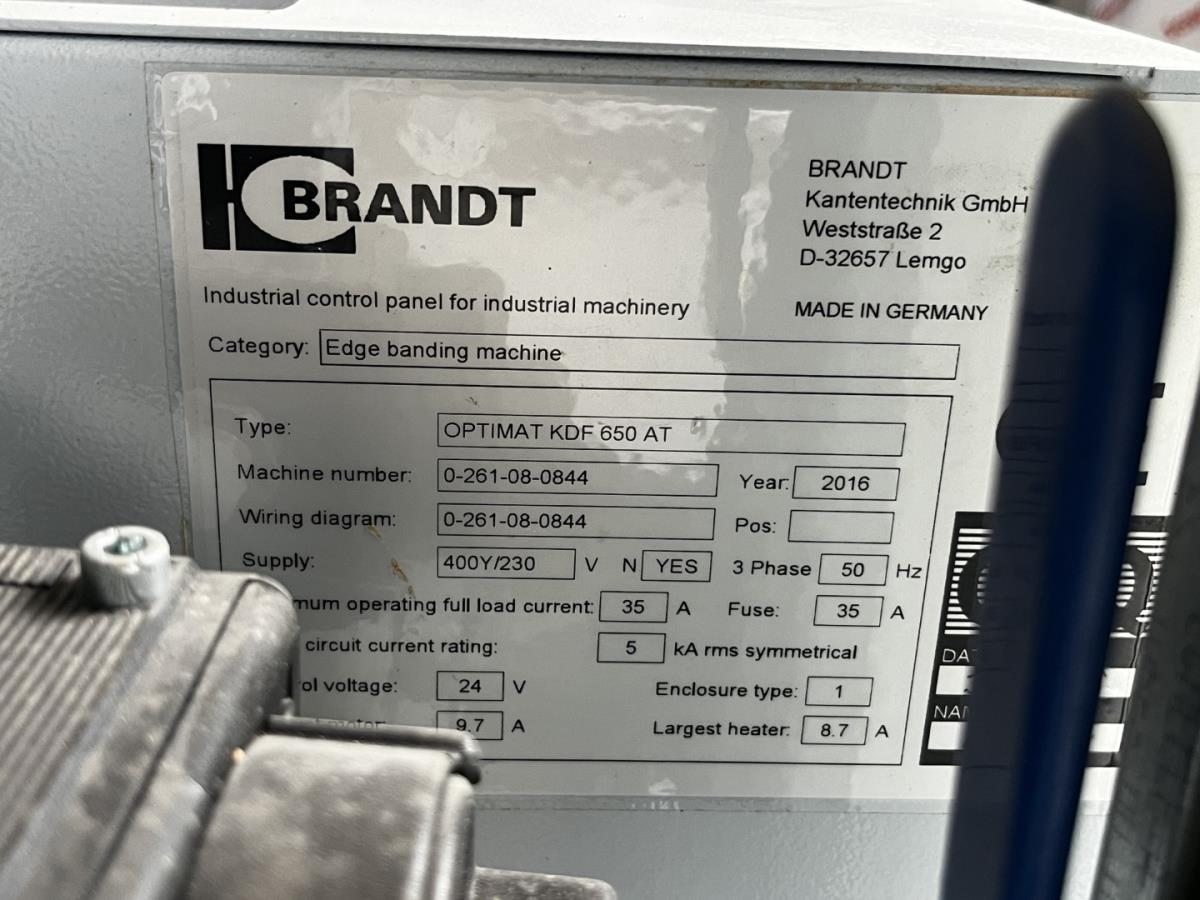 BRANDT
BRANDT
Kantentechnik GmbH
Weststraße 2
D-32657 Lemgo
Industrial control panel for industrial machinery
MADE IN GERMANY
Category: Edge banding machine
Type: OPTIMAT KDF 650 AT
Machine number: 0-261-08-0844 Year: 2016
Wiring diagram: 0-261-08-0844 Pos:
Supply: 400Y/230 V N YES 3 Phase 50 Hz
operating full load current: 35 A Fuse: 35 A
circuit current rating: 5 kA rms symmetrical
voltage: 24 V Enclosure type: 1
motor 9.7 A Largest heater: 8.7 A